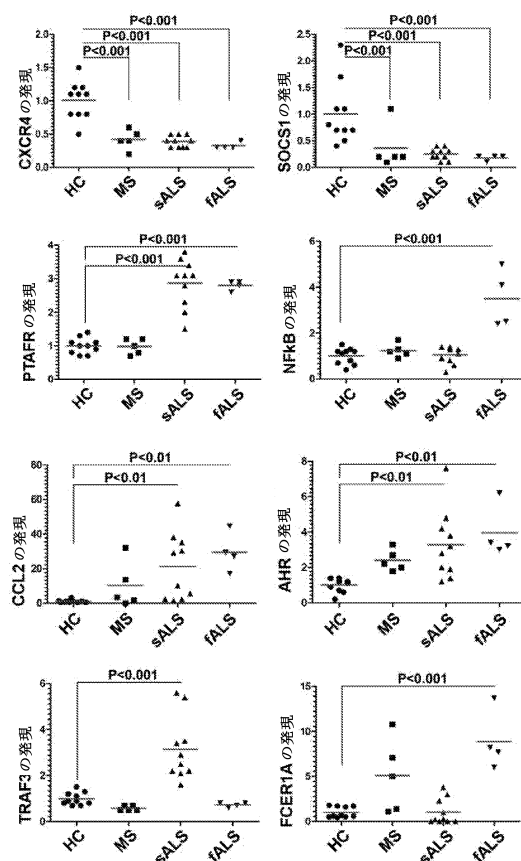 P<0.001
P<0.001
P<0.001
CXCR4の発現
2.0
1.5
1.0
0.5
0.0
HC
MS
sALS
fALS
P<0.001
P<0.001
P<0.001
SOCS1の発現
2.5
2.0
1.5
1.0
0.5
0.0
HC
MS
sALS
fALS
P<0.001
P<0.001
PTAFRの発現
4
3
2
1
0
HC
MS
sALS
fALS
P<0.001
NFkBの発現
6
4
2
0
HC
MS
sALS
fALS
P<0.01
P<0.01
CCL2の発現
80
60
40
20
0
HC
MS
sALS
fALS
P<0.01
P<0.01
AHRの発現
8
6
4
2
0
HC
MS
sALS
fALS
P<0.001
TRAF3の発現
6
4
2
0
HC
MS
sALS
fALS
P<0.001
FCER1Aの発現
15
10
5
0
HC
MS
sALS
fALS